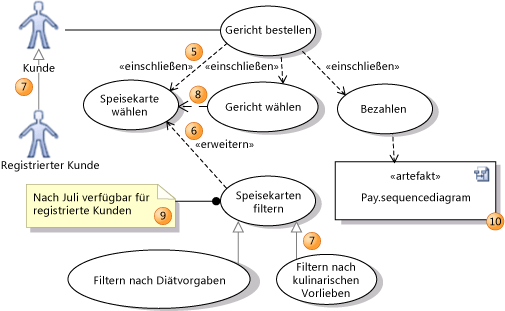 Gericht bestellen
Kunde
5
«einschließen»
«einschließen»
«einschließen»
7
Speisekarte
wählen
8
Gericht wählen
Bezahlen
6
«erweitern»
Registrierter Kunde
«artefakt»
Pay.sequencediagram
10
Nach Juli verfügbar für
registrierte Kunden
9
Speisekarten
filtern
7
Filtern nach Diätvorgaben
Filtern nach
kulinarischen
Vorlieben